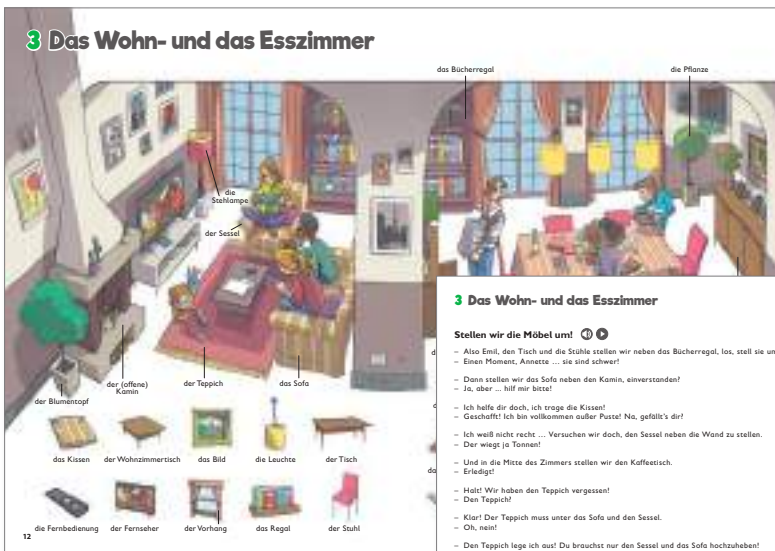 3 Das Wohn- und das Esszimmer
das Bücherregal
die Pflanze
die
Stehlampe
der Sessel
der Blumentopf
der (offene)
Kamin
der Teppich
das Sofa
das Kissen
der Wohnzimmertisch
das Bild
die Leuchte
der Tisch
die Fernbedienung
der Fernseher
der Vorhang
das Regal
der Stuhl
12
3 Das Wohn- und das Esszimmer
Stellen wir die Möbel um!
– Also Emil, den Tisch und die Stühle stellen wir neben das Bücherregal, los, stell sie un
– Einen Moment, Annette ... sie sind schwer!
– Dann stellen wir das Sofa neben den Kamin, einverstanden?
– Ja, aber ... hilf mir bitte!
– Ich helfe dir doch, ich trage die Kissen!
– Geschafft! Ich bin vollkommen außer Puste! Na, gefällt's dir?
– Ich weiß nicht recht ... Versuchen wir doch, den Sessel neben die Wand zu stellen.
– Der wiegt ja Tonnen!
– Und in die Mitte des Zimmers stellen wir den Kaffeetisch.
– Erledigt!
– Halt! Wir haben den Teppich vergessen!
– Den Teppich?
– Klar! Der Teppich muss unter das Sofa und den Sessel.
– Oh, nein!
– Den Teppich lege ich aus! Du brauchst nur den Sessel und das Sofa hochzuheben!